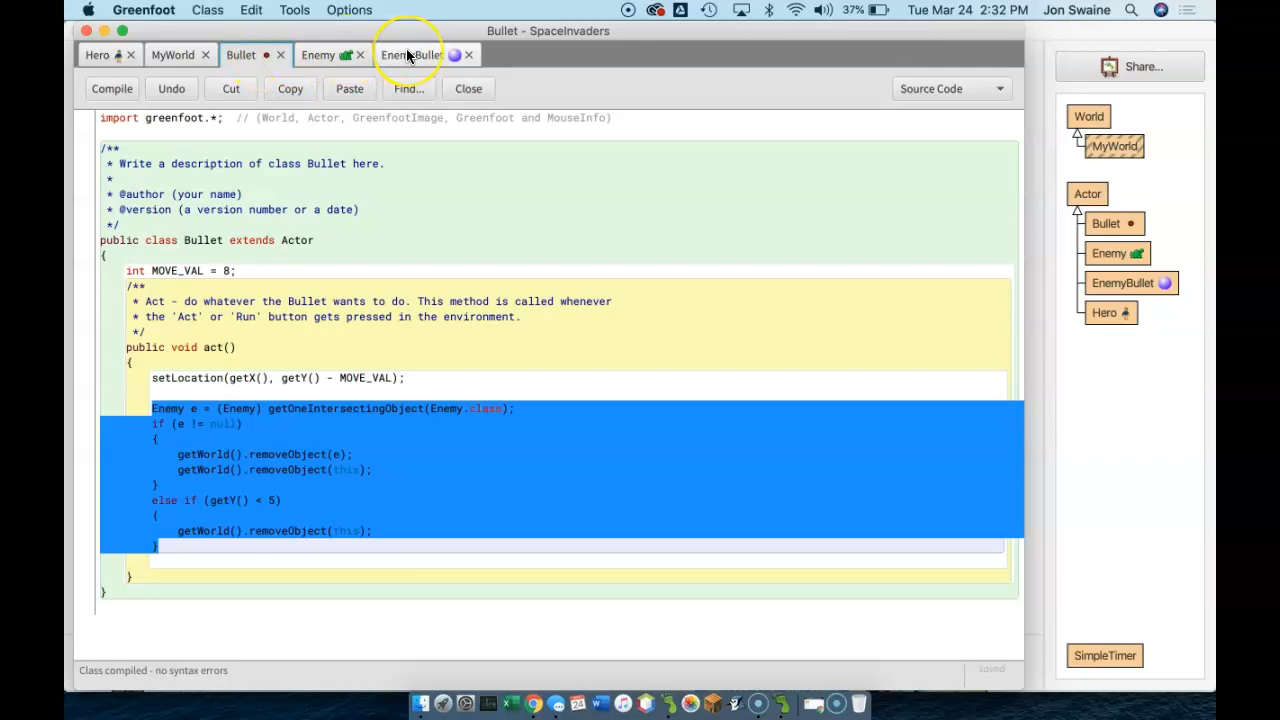 Greenfoot Class Edit Tools Options 37% Tue Mar 24 2:32 PM Jon Swaine
Bullet - SpaceInvaders
Hero MyWorld Bullet Enemy EnemyBullet
Share...
Compile Undo Cut Copy Paste Find... Close Source Code
import greenfoot.*; // (World, Actor, GreenfootImage, Greenfoot and MouseInfo)
/**
* Write a description of class Bullet here.
*
* @author (your name)
* @version (a version number or a date)
*/
public class Bullet extends Actor
{
int MOVE_VAL = 8;
/**
* Act - do whatever the Bullet wants to do. This method is called whenever
* the 'Act' or 'Run' button gets pressed in the environment.
*/
public void act()
{
setLocation(getX(), getY() - MOVE_VAL);
Enemy e = (Enemy) getOneIntersectingObject(Enemy.class);
if (e != null)
{
getWorld().removeObject(e);
getWorld().removeObject(this);
}
else if (getY() < 5)
{
getWorld().removeObject(this);
}
}
}
World
MyWorld
Actor
Bullet
Enemy
EnemyBullet
Hero
SimpleTimer
Class compiled - no syntax errors
saved